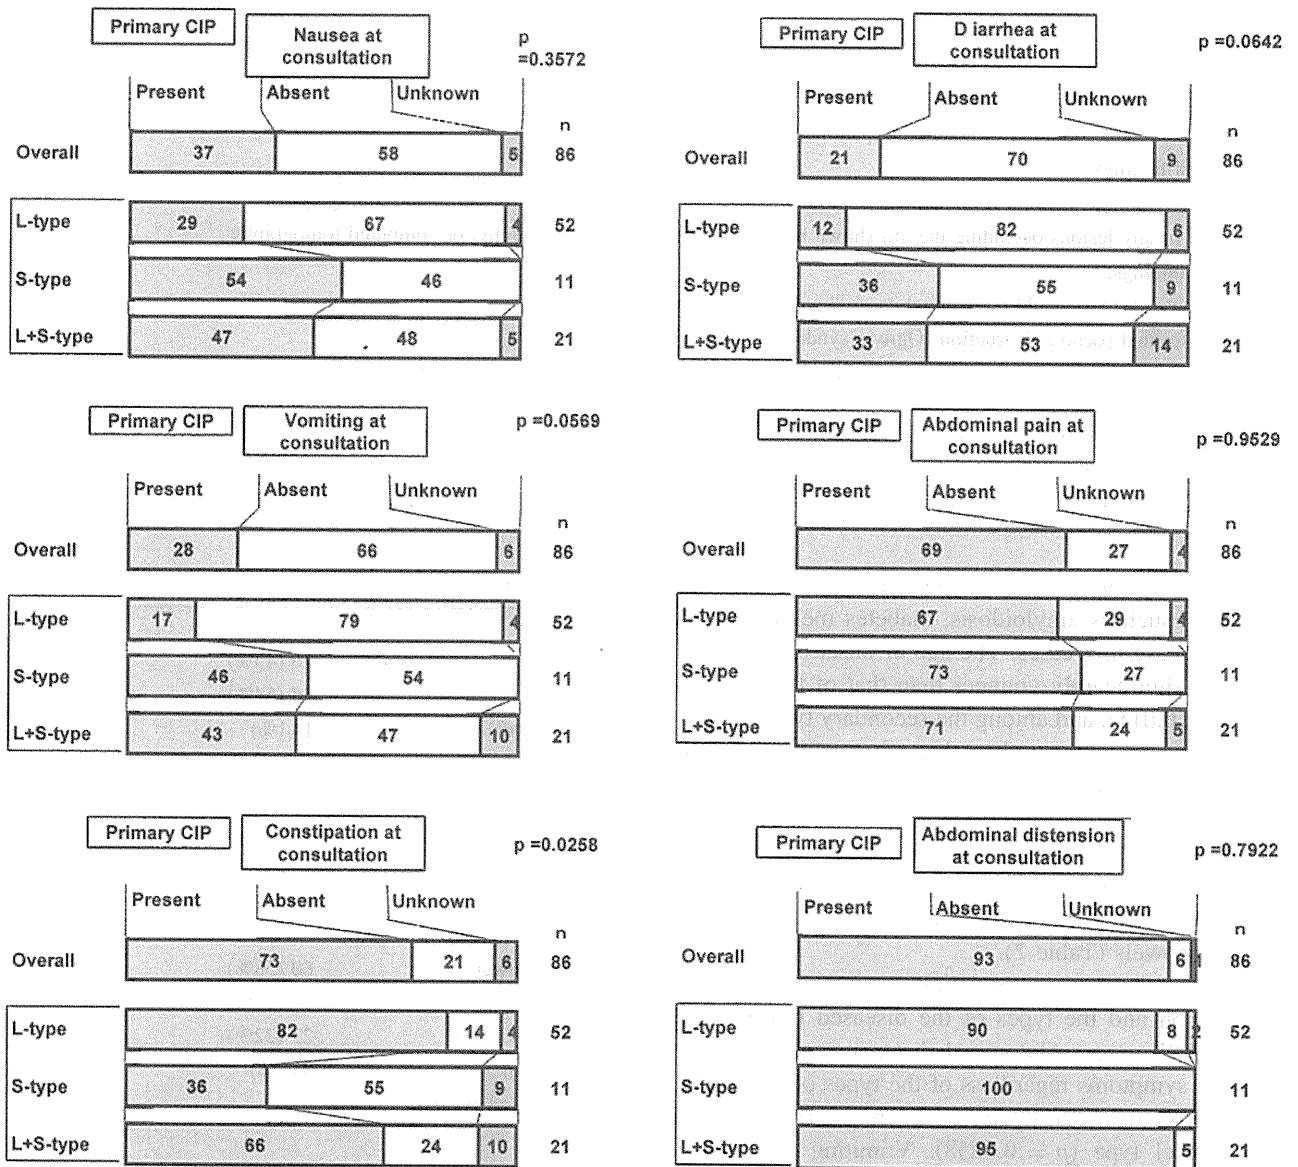 Primary CIP
Nausea at
consultation
p
=0.3572
Present Absent Unknown
n
Overall 37 58 5 86
L-type 29 67 4 52
S-type 54 46 11
L+S-type 47 48 5 21
Primary CIP
D iarrhea at
consultation
p =0.0642
Present Absent Unknown
n
Overall 21 70 9 86
L-type 12 82 6 52
S-type 36 55 9 11
L+S-type 33 53 14 21
Primary CIP
Vomiting at
consultation
p =0.0569
Present Absent Unknown
n
Overall 28 66 6 86
L-type 17 79 4 52
S-type 46 54 11
L+S-type 43 47 10 21
Primary CIP
Abdominal pain at
consultation
p =0.9529
Present Absent Unknown
n
Overall 69 27 4 86
L-type 67 29 4 52
S-type 73 27 11
L+S-type 71 24 5 21
Primary CIP
Constipation at
consultation
p =0.0258
Present Absent Unknown
n
Overall 73 21 6 86
L-type 82 14 4 52
S-type 36 55 9 11
L+S-type 66 24 10 21
Primary CIP
Abdominal distension
at consultation
p =0.7922
Present Absent Unknown
n
Overall 93 6 1 86
L-type 90 8 2 52
S-type 100 11
L+S-type 95 5 21